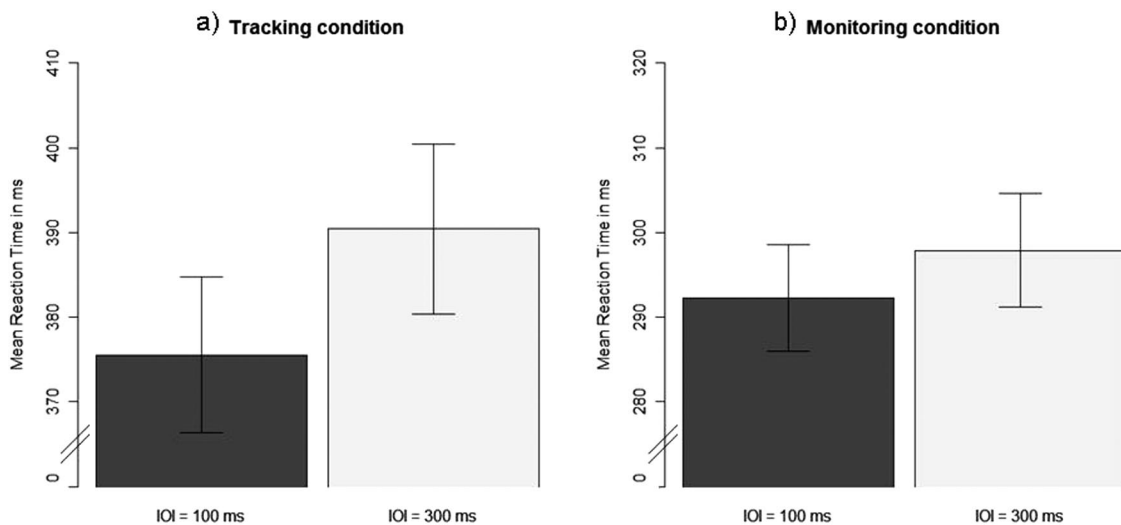 a) Tracking condition
Mean Reaction Time in ms
410
400
390
380
370
0
IOI = 100 ms
IOI = 300 ms
b) Monitoring condition
Mean Reaction Time in ms
320
310
300
290
280
0
IOI = 100 ms
IOI = 300 ms